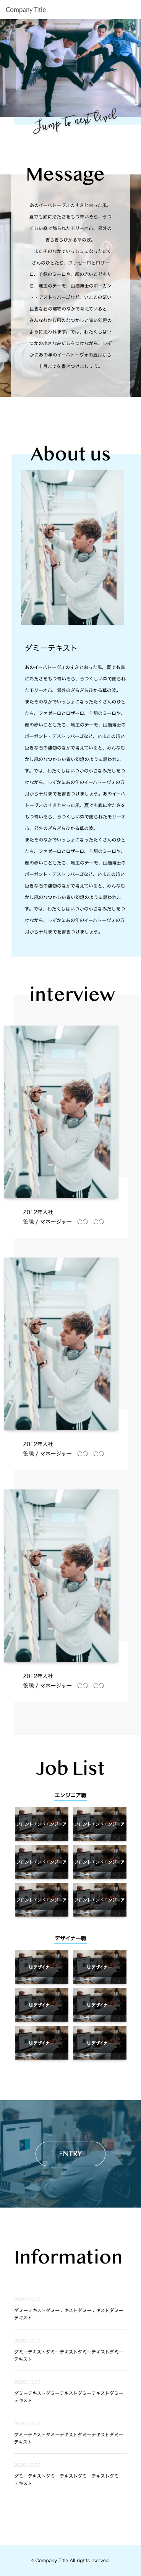 Company Title
Jump to next level
Message
あのイーハトーヴォのすきとおった風、
夏でも底に冷たさをもつ青いそら、うつ
くしい森で飾られたモリーオ市、郊外の
ぎらぎらひかる草の波。
またそのなかでいっしょになったたく
さんのひとたち、ファゼーロとロザー
ロ、羊飼のミーロや、顔の赤いこどもた
ち、地主のテーモ、山猫博士のボーガン
ト・デストゥパーゴなど、いまこの暗い
巨きな石の建物のなかで考えていると、
みんなむかし風のなつかしい青い幻燈の
ように思われます。では、わたくしはい
つかの小さなみだしをつけながら、しず
かにあの年のイーハトーヴォの五月から
十月までを書きつけましょう。
About us
ダミーテキスト
あのイーハトーヴォのすきとおった風、夏でも底
に冷たさをもつ青いそら、うつくしい森で飾られ
たモリーオ市、郊外のぎらぎらひかる草の波。
またそのなかでいっしょになったたくさんのひと
たち、ファゼーロとロザーロ、羊飼のミーロや、
顔の赤いこどもたち、地主のテーモ、山猫博士の
ボーガント・デストゥパーゴなど、いまこの暗い
巨きな石の建物のなかで考えていると、みんなむ
かし風のなつかしい青い幻燈のように思われま
す。では、わたくしはいつかの小さなみだしをつ
けながら、しずかにあの年のイーハトーヴォの五
月から十月までを書きつけましょう。あのイーハ
トーヴォのすきとおった風、夏でも底に冷たさを
もつ青いそら、うつくしい森で飾られたモリーオ
市、郊外のぎらぎらひかる草の波。
またそのなかでいっしょになったたくさんのひと
たち、ファゼーロとロザーロ、羊飼のミーロや、
顔の赤いこどもたち、地主のテーモ、山猫博士の
ボーガント・デストゥパーゴなど、いまこの暗い
巨きな石の建物のなかで考えていると、みんなむ
かし風のなつかしい青い幻燈のように思われま
す。では、わたくしはいつかの小さなみだしをつ
けながら、しずかにあの年のイーハトーヴォの五
月から十月までを書きつけましょう。
interview
2012年入社
役職 / マネージャー 〇〇 〇〇
2012年入社
役職 / マネージャー 〇〇 〇〇
2012年入社
役職 / マネージャー 〇〇 〇〇
Job List
エンジニア職
フロントエンドエンジニア フロントエンドエンジニア
フロントエンドエンジニア フロントエンドエンジニア
フロントエンドエンジニア フロントエンドエンジニア
デザイナー職
UIデザイナー UIデザイナー
UIデザイナー UIデザイナー
UIデザイナー UIデザイナー
ENTRY
Information
ダミーテキストダミーテキストダミーテキストダミー
テキスト
ダミーテキストダミーテキストダミーテキストダミー
テキスト
ダミーテキストダミーテキストダミーテキストダミー
テキスト
ダミーテキストダミーテキストダミーテキストダミー
テキスト
ダミーテキストダミーテキストダミーテキストダミー
テキスト
© Company Title All rights rserved.